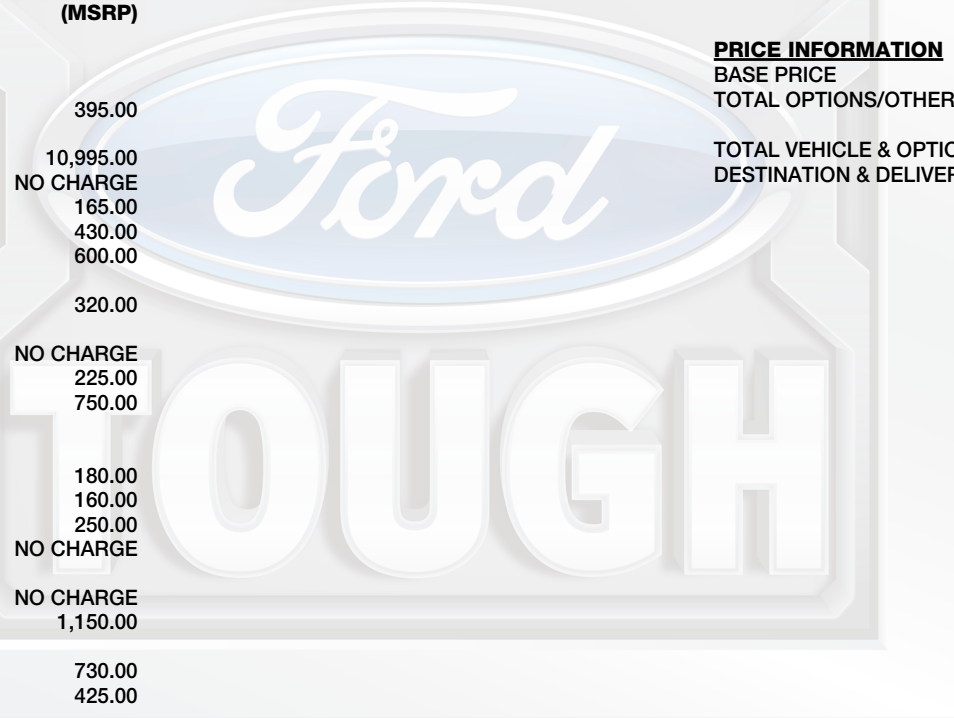 (MSRP)
395.00
10,995.00
NO CHARGE
165.00
430.00
600.00
320.00
NO CHARGE
225.00
750.00
180.00
160.00
250.00
NO CHARGE
NO CHARGE
1,150.00
730.00
425.00
PRICE INFORMATION
BASE PRICE
TOTAL OPTIONS/OTHER
TOTAL VEHICLE & OPTIO
DESTINATION & DELIVER
Ford
TOUGH